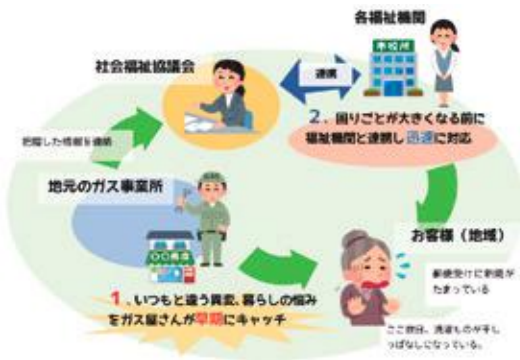 各福祉機関
社会福祉協議会
連携
市役所
2．困りごとが大きくなる前に
福祉機関と連携し迅速に対応
把握した情報を連絡
地元のガス事業所
お客様（地域）
1．いつもと違う異変、暮らしの悩み
をガス屋さんが早期にキャッチ
郵便受けに新聞が
たまっている
ここ数日、洗濯ものが干し
っぱなしになっている。